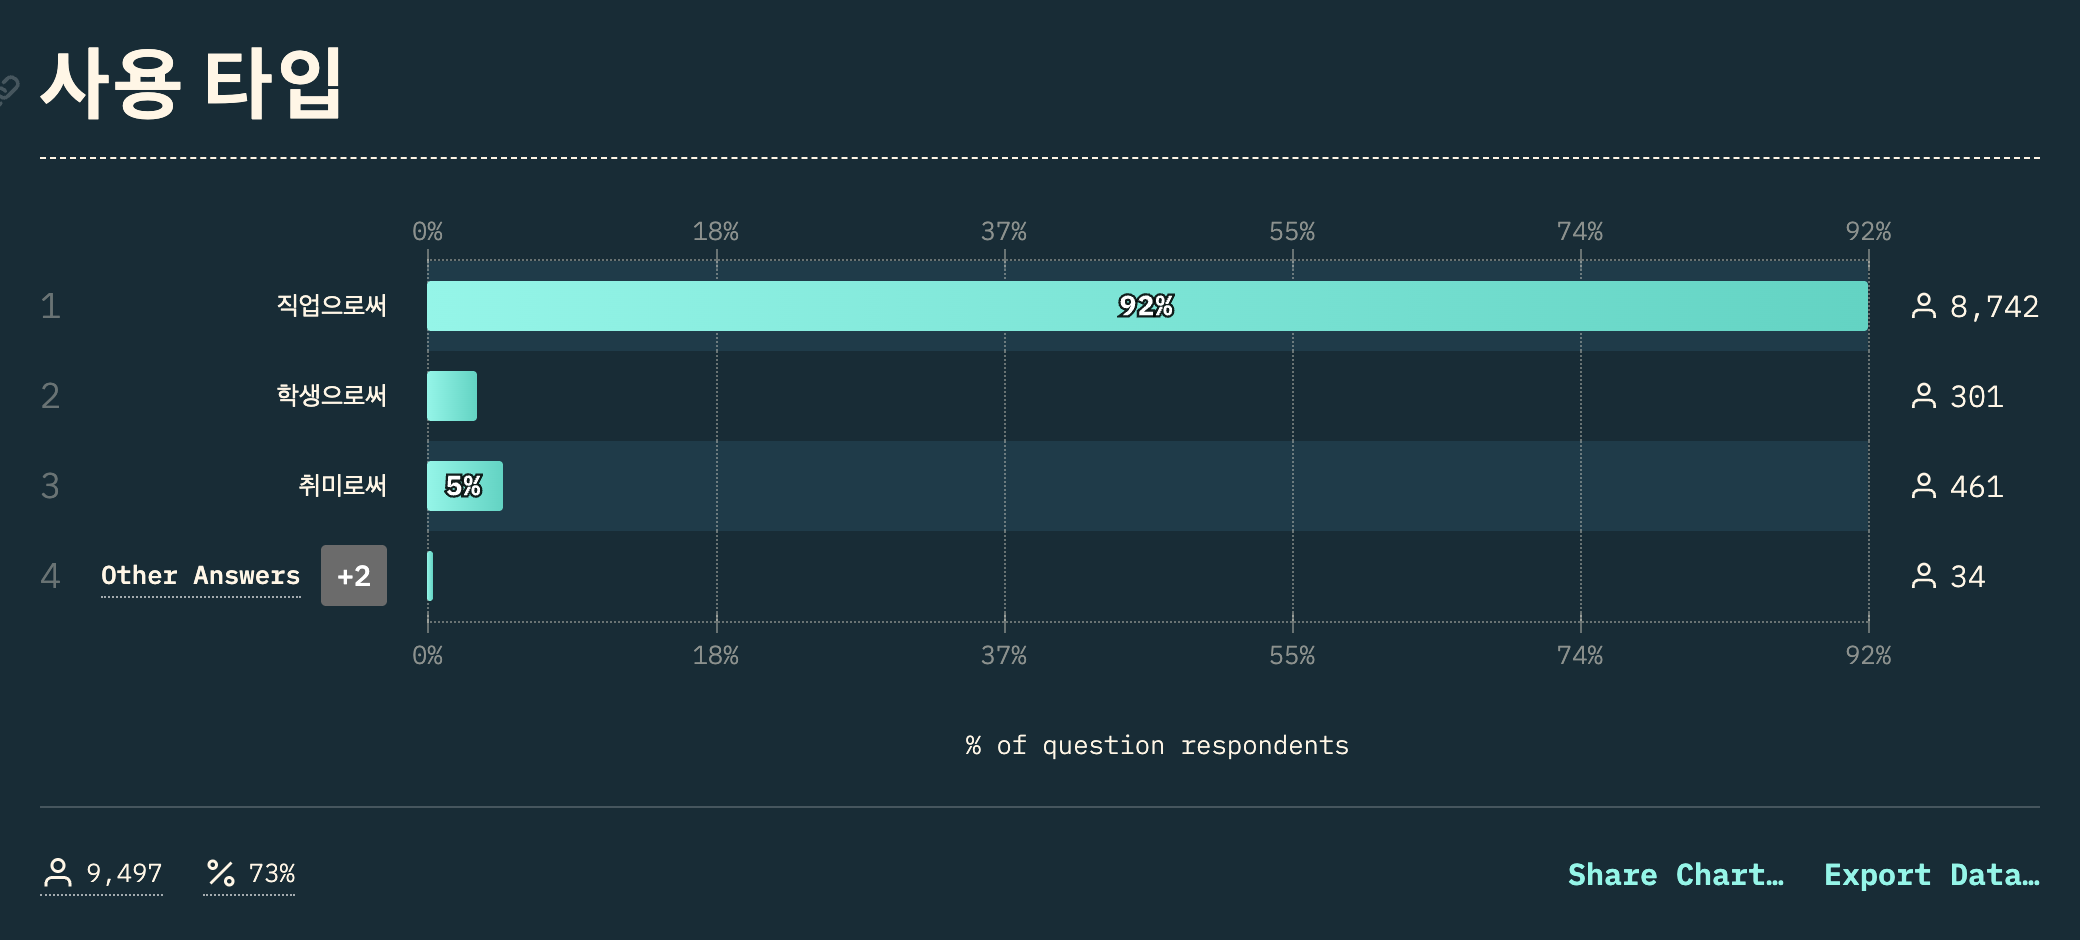 사용 타입
0% 18% 37% 55% 74% 92%
1 직업으로써 92% 8,742
2 학생으로써 301
3 취미로써 5% 461
4 Other Answers +2 34
0% 18% 37% 55% 74% 92%
% of question respondents
9,497 % 73% Share Chart… Export Data…